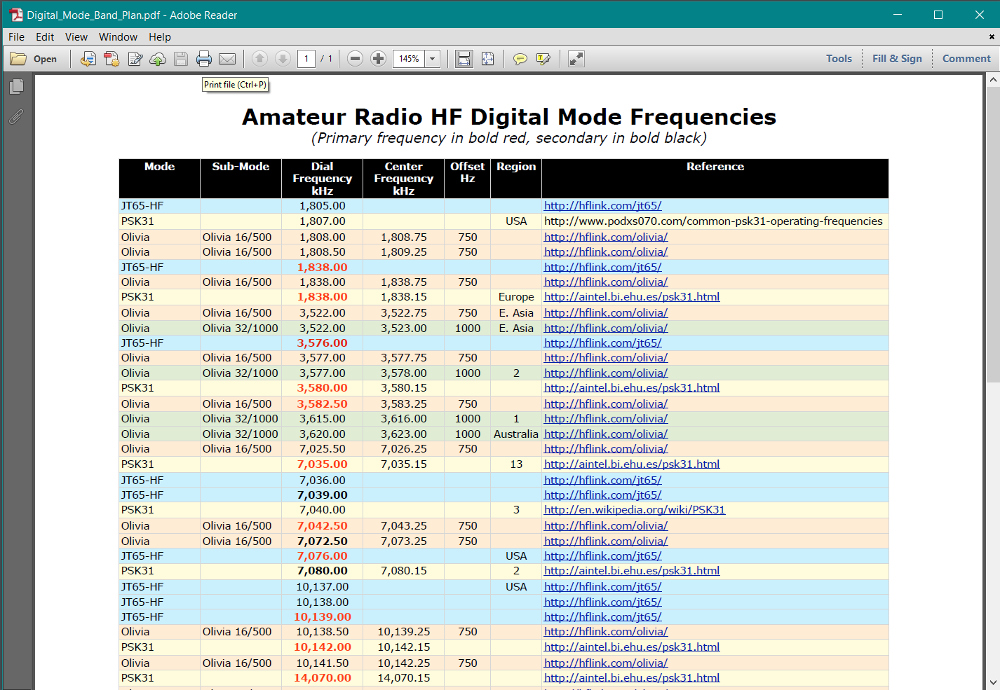 Digital_Mode_Band_Plan.pdf - Adobe Reader
File Edit View Window Help
Open 1 / 1 145% Tools Fill & Sign Comment
Print file (Ctrl+P)
Amateur Radio HF Digital Mode Frequencies
(Primary frequency in bold red, secondary in bold black)
Mode Sub-Mode Dial Frequency kHz Center Frequency kHz Offset Hz Region Reference
JT65-HF 1,805.00 http://hflink.com/jt65/
PSK31 1,807.00 USA http://www.podxs070.com/common-psk31-operating-frequencies
Olivia Olivia 16/500 1,808.00 1,808.75 750 http://hflink.com/olivia/
Olivia Olivia 16/500 1,808.50 1,809.25 750 http://hflink.com/olivia/
JT65-HF 1,838.00 http://hflink.com/jt65/
Olivia Olivia 16/500 1,838.00 1,838.75 750 http://hflink.com/olivia/
PSK31 1,838.00 1,838.15 Europe http://aintel.bi.ehu.es/psk31.html
Olivia Olivia 16/500 3,522.00 3,522.75 750 E. Asia http://hflink.com/olivia/
Olivia Olivia 32/1000 3,522.00 3,523.00 1000 E. Asia http://hflink.com/olivia/
JT65-HF 3,576.00 http://hflink.com/jt65/
Olivia Olivia 16/500 3,577.00 3,577.75 750 http://hflink.com/olivia/
Olivia Olivia 32/1000 3,577.00 3,578.00 1000 2 http://hflink.com/olivia/
PSK31 3,580.00 3,580.15 http://aintel.bi.ehu.es/psk31.html
Olivia Olivia 16/500 3,582.50 3,583.25 750 http://hflink.com/olivia/
Olivia Olivia 32/1000 3,615.00 3,616.00 1000 1 http://hflink.com/olivia/
Olivia Olivia 32/1000 3,620.00 3,623.00 1000 Australia http://hflink.com/olivia/
Olivia Olivia 16/500 7,025.50 7,026.25 750 http://hflink.com/olivia/
PSK31 7,035.00 7,035.15 13 http://aintel.bi.ehu.es/psk31.html
JT65-HF 7,036.00 http://hflink.com/jt65/
JT65-HF 7,039.00 http://hflink.com/jt65/
PSK31 7,040.00 3 http://en.wikipedia.org/wiki/PSK31
Olivia Olivia 16/500 7,042.50 7,043.25 750 http://hflink.com/olivia/
Olivia Olivia 16/500 7,072.50 7,073.25 750 http://hflink.com/olivia/
JT65-HF 7,076.00 USA http://hflink.com/jt65/
PSK31 7,080.00 7,080.15 2 http://aintel.bi.ehu.es/psk31.html
JT65-HF 10,137.00 USA http://hflink.com/jt65/
JT65-HF 10,138.00 http://hflink.com/jt65/
JT65-HF 10,139.00 http://hflink.com/jt65/
Olivia Olivia 16/500 10,138.50 10,139.25 750 http://hflink.com/olivia/
PSK31 10,142.00 10,142.15 http://aintel.bi.ehu.es/psk31.html
Olivia Olivia 16/500 10,141.50 10,142.25 750 http://hflink.com/olivia/
PSK31 14,070.00 14,070.15 http://aintel.bi.ehu.es/psk31.html